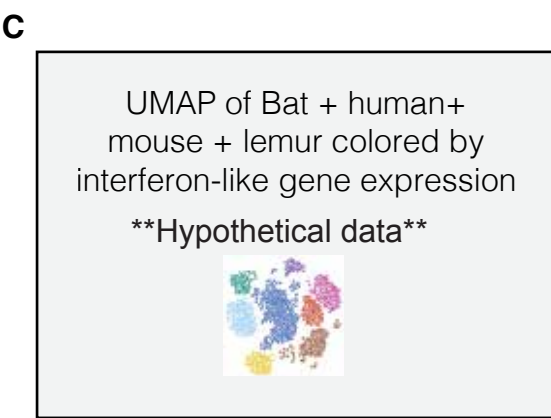 C
UMAP of Bat + human+
mouse + lemur colored by
interferon-like gene expression
**Hypothetical data**